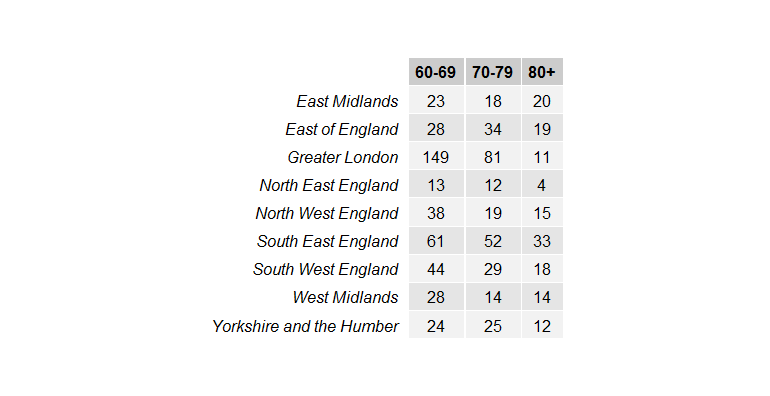 60-69 70-79 80+
East Midlands 23 18 20
East of England 28 34 19
Greater London 149 81 11
North East England 13 12 4
North West England 38 19 15
South East England 61 52 33
South West England 44 29 18
West Midlands 28 14 14
Yorkshire and the Humber 24 25 12